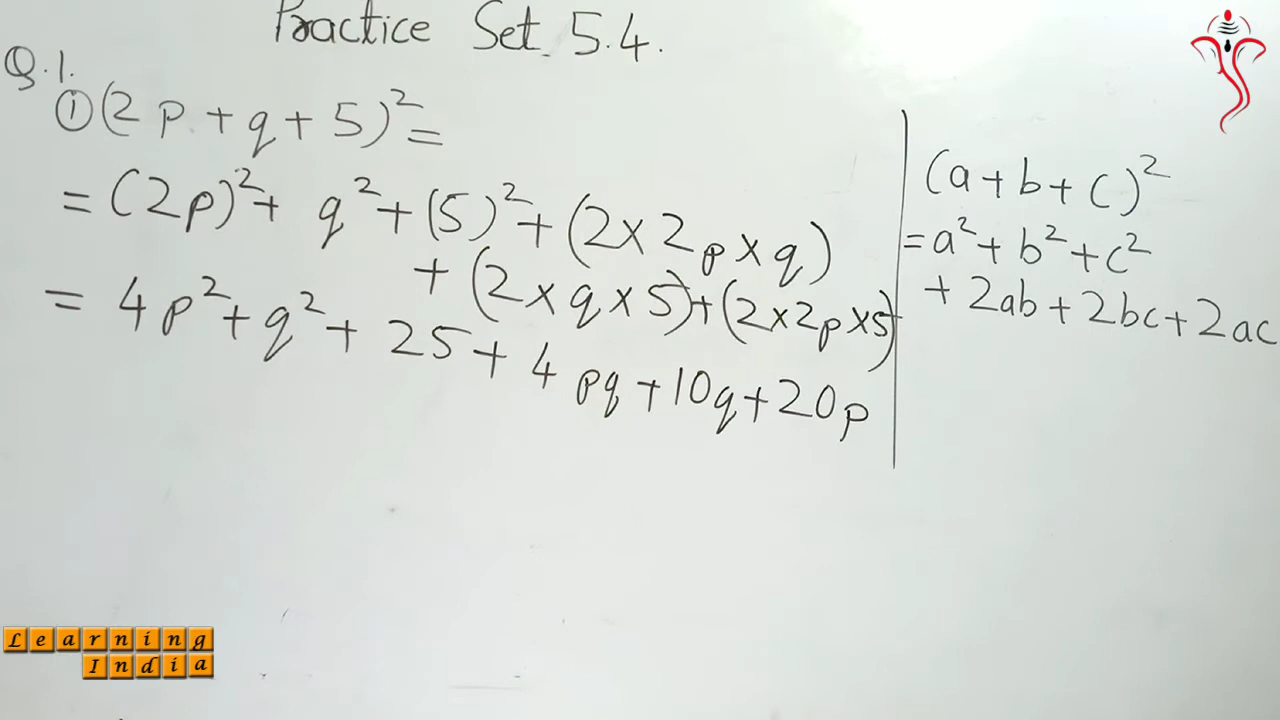 Practice Set 5.4.
Q.1.
① (2p + q + 5)² =
= (2p)² + q² + (5)² + (2 × 2p × q)
+ (2 × q × 5) + (2 × 2p × 5)
= 4p² + q² + 25 + 4pq + 10q + 20p
(a + b + c)²
= a² + b² + c²
+ 2ab + 2bc + 2ac
Learning
India